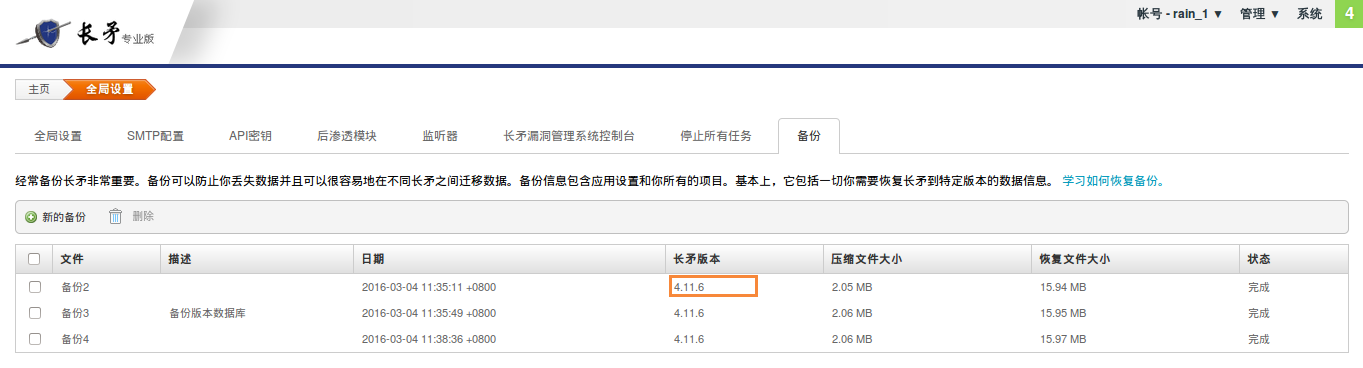 帐号 - rain_1 ▼ 管理 ▼ 系统 4
长矛专业版
主页 全局设置
全局设置 SMTP配置 API密钥 后渗透模块 监听器 长矛漏洞管理系统控制台 停止所有任务 备份
经常备份长矛非常重要。备份可以防止你丢失数据并且可以很容易地在不同长矛之间迁移数据。备份信息包含应用设置和你所有的项目。基本上，它包括一切你需要恢复长矛到特定版本的数据信息。 学习如何恢复备份。
新的备份 删除
文件 描述 日期 长矛版本 压缩文件大小 恢复文件大小 状态
备份2 2016-03-04 11:35:11 +0800 4.11.6 2.05 MB 15.94 MB 完成
备份3 备份版本数据库 2016-03-04 11:35:49 +0800 4.11.6 2.06 MB 15.95 MB 完成
备份4 2016-03-04 11:38:36 +0800 4.11.6 2.06 MB 15.97 MB 完成